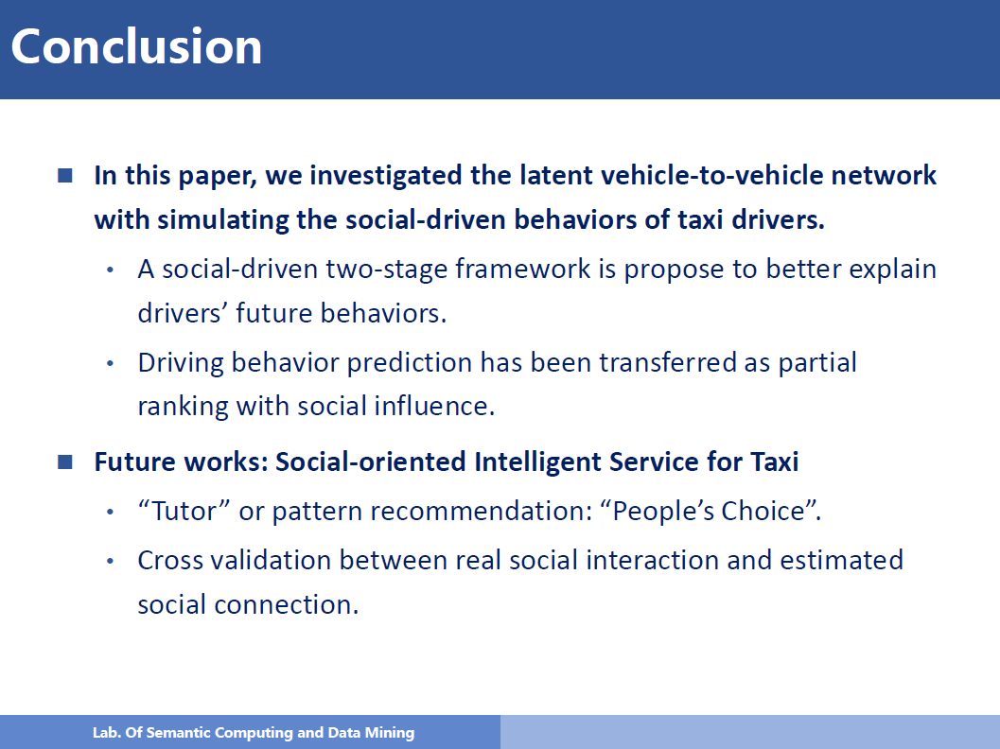 Conclusion
■ In this paper, we investigated the latent vehicle-to-vehicle network
with simulating the social-driven behaviors of taxi drivers.
• A social-driven two-stage framework is propose to better explain
drivers’ future behaviors.
• Driving behavior prediction has been transferred as partial
ranking with social influence.
■ Future works: Social-oriented Intelligent Service for Taxi
• “Tutor” or pattern recommendation: “People’s Choice”.
• Cross validation between real social interaction and estimated
social connection.
Lab. Of Semantic Computing and Data Mining